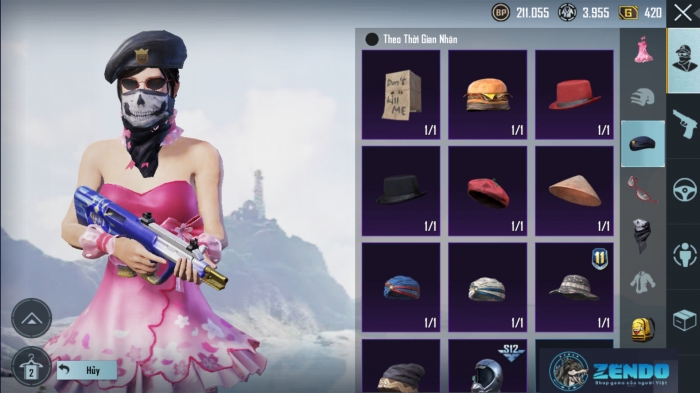 BP 211.055 3.955 G 420
Theo Thời Gian Nhận
Don't
Kill
ME
1/1 1/1 1/1
1/1 1/1 1/1
11
1/1 1/1 1/1
S12
2
Hủy
ZENDO
Shop game của người Việt